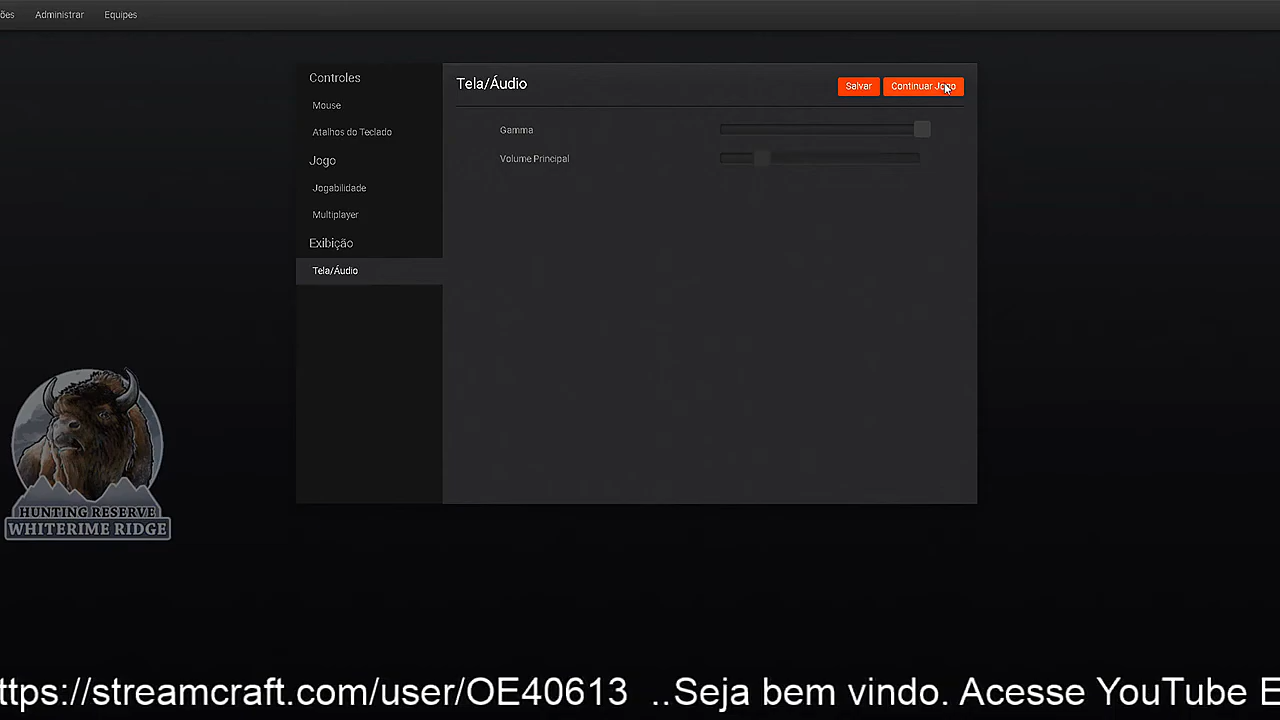 ões Administrar Equipes
Controles
Mouse
Atalhos do Teclado
Jogo
Jogabilidade
Multiplayer
Exibição
Tela/Áudio
Tela/Áudio
Salvar Continuar Jogo
Gamma
Volume Principal
HUNTING RESERVE
WHITERIME RIDGE
ttps://streamcraft.com/user/OE40613 ..Seja bem vindo. Acesse YouTube E